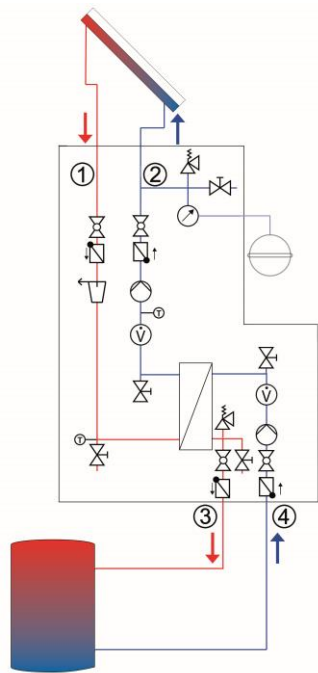 ① ②
T
V̇
V̇
T
③ ④